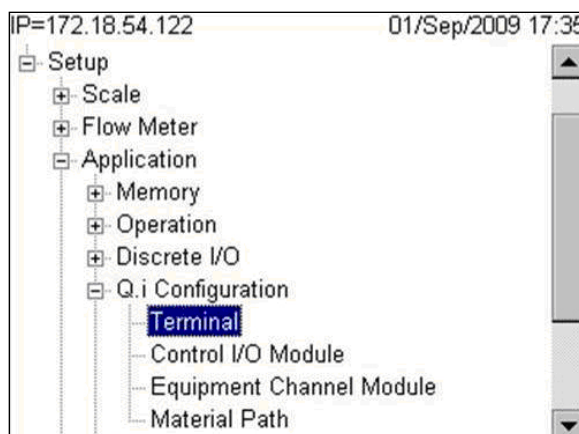 IP=172.18.54.122 01/Sep/2009 17:35
Setup
Scale
Flow Meter
Application
Memory
Operation
Discrete I/O
Q.i Configuration
Terminal
Control I/O Module
Equipment Channel Module
Material Path